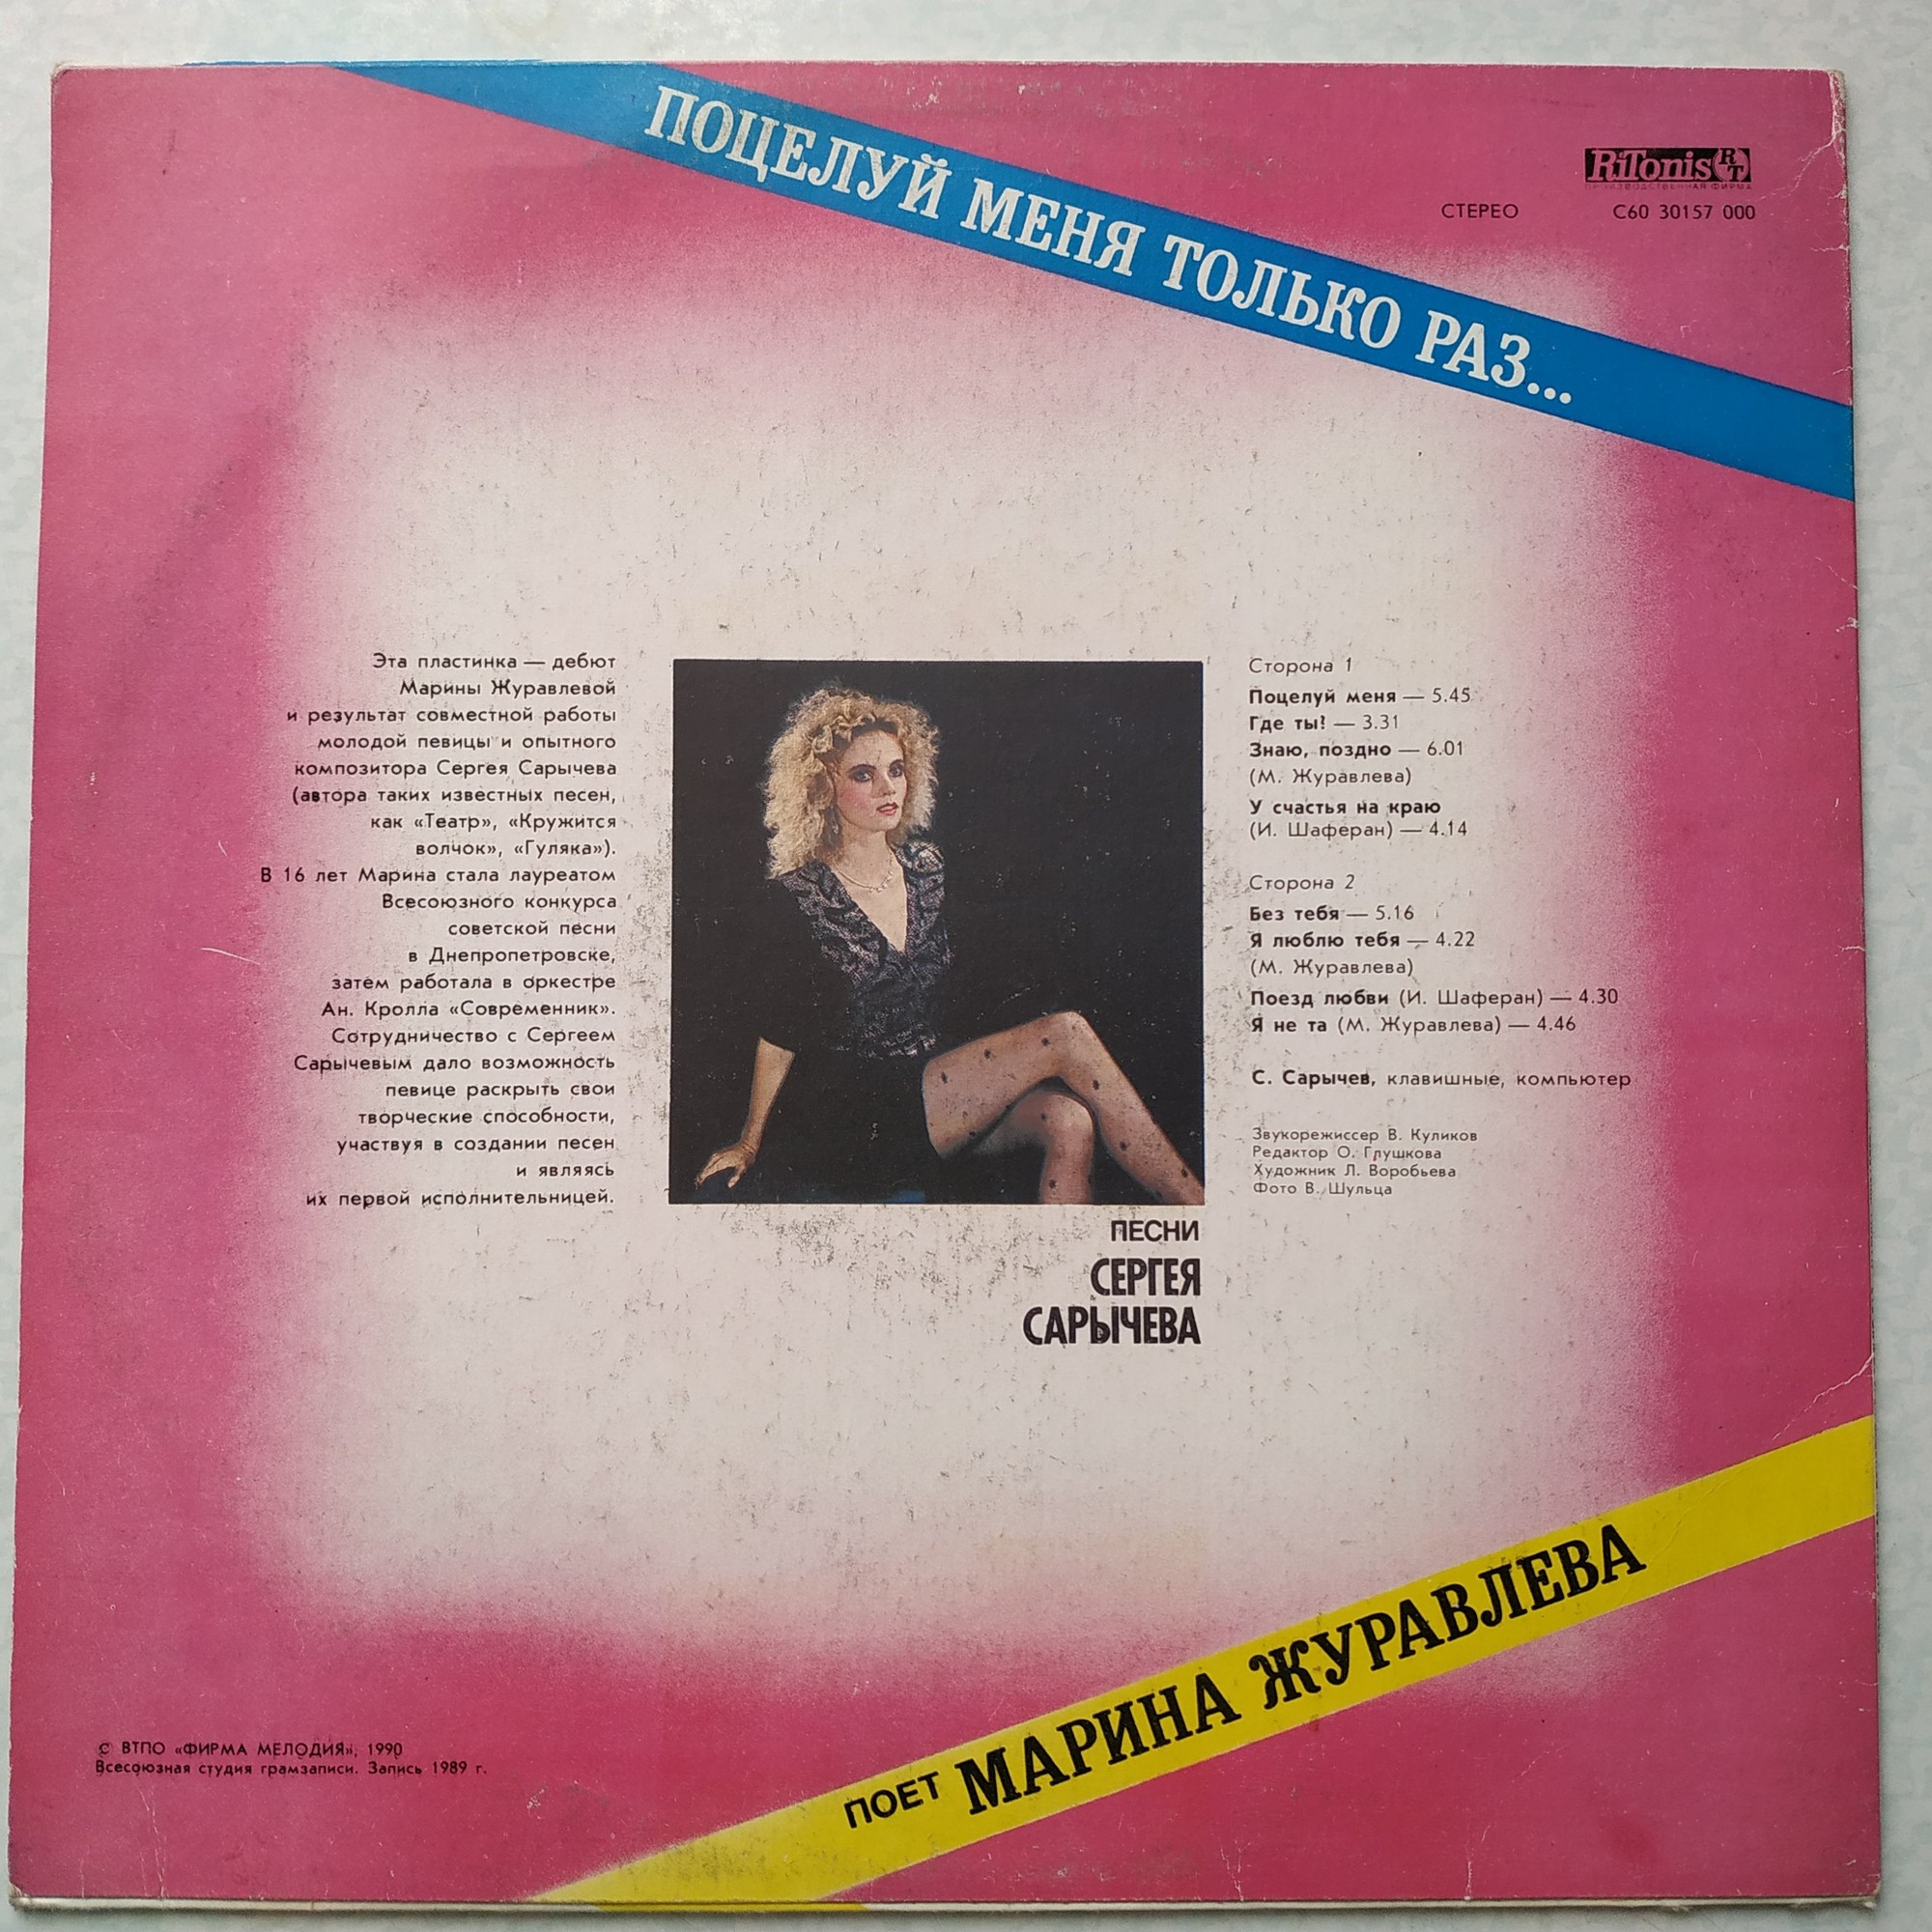 ПОЦЕЛУЙ МЕНЯ ТОЛЬКО РАЗ...
RiTonis RT
ПРОИЗВОДСТВЕННАЯ ФИРМА
СТЕРЕО С60 30157 000
Эта пластинка — дебют
Марины Журавлевой
и результат совместной работы
молодой певицы и опытного
композитора Сергея Сарычева
(автора таких известных песен,
как «Театр», «Кружится
волчок», «Гуляка»).
В 16 лет Марина стала лауреатом
Всесоюзного конкурса
советской песни
в Днепропетровске,
затем работала в оркестре
Ан. Кролла «Современник».
Сотрудничество с Сергеем
Сарычевым дало возможность
певице раскрыть свои
творческие способности,
участвуя в создании песен
и являясь
их первой исполнительницей.
Сторона 1
Поцелуй меня — 5.45
Где ты? — 3.31
Знаю, поздно — 6.01
(М. Журавлева)
У счастья на краю
(И. Шаферан) — 4.14
Сторона 2
Без тебя — 5.16
Я люблю тебя — 4.22
(М. Журавлева)
Поезд любви (И. Шаферан) — 4.30
Я не та (М. Журавлева) — 4.46
С. Сарычев, клавишные, компьютер
Звукорежиссер В. Куликов
Редактор О. Глушкова
Художник Л. Воробьева
Фото В. Шульца
ПЕСНИ
СЕРГЕЯ
САРЫЧЕВА
© ВТПО «ФИРМА МЕЛОДИЯ», 1990
Всесоюзная студия грамзаписи. Запись 1989 г.
ПОЕТ МАРИНА ЖУРАВЛЕВА